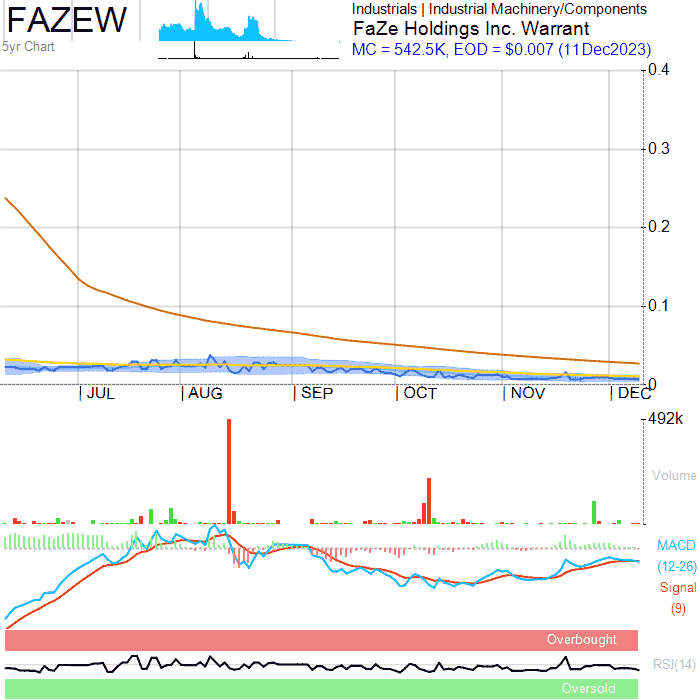 FAZEW
5yr Chart
Industrials | Industrial Machinery/Components
FaZe Holdings Inc. Warrant
MC = 542.5K, EOD = $0.007 (11Dec2023)
0.4
0.3
0.2
0.1
0
JUL AUG SEP OCT NOV DEC
492k
Volume
MACD
(12-26)
Signal
(9)
Overbought
RSI(14)
Oversold